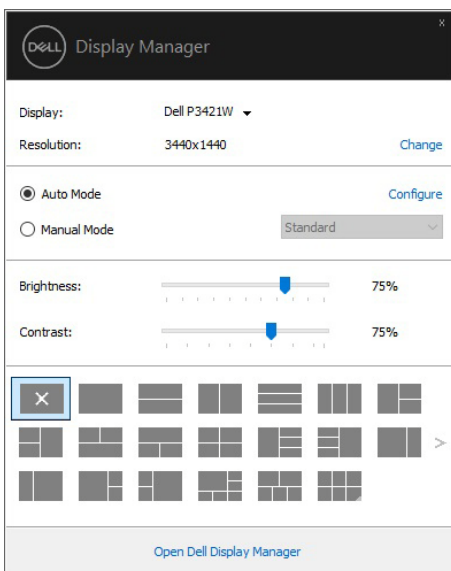 x
DELL Display Manager
Display: Dell P3421W
Resolution: 3440x1440 Change
Auto Mode Configure
Manual Mode Standard
Brightness: 75%
Contrast: 75%
Open Dell Display Manager